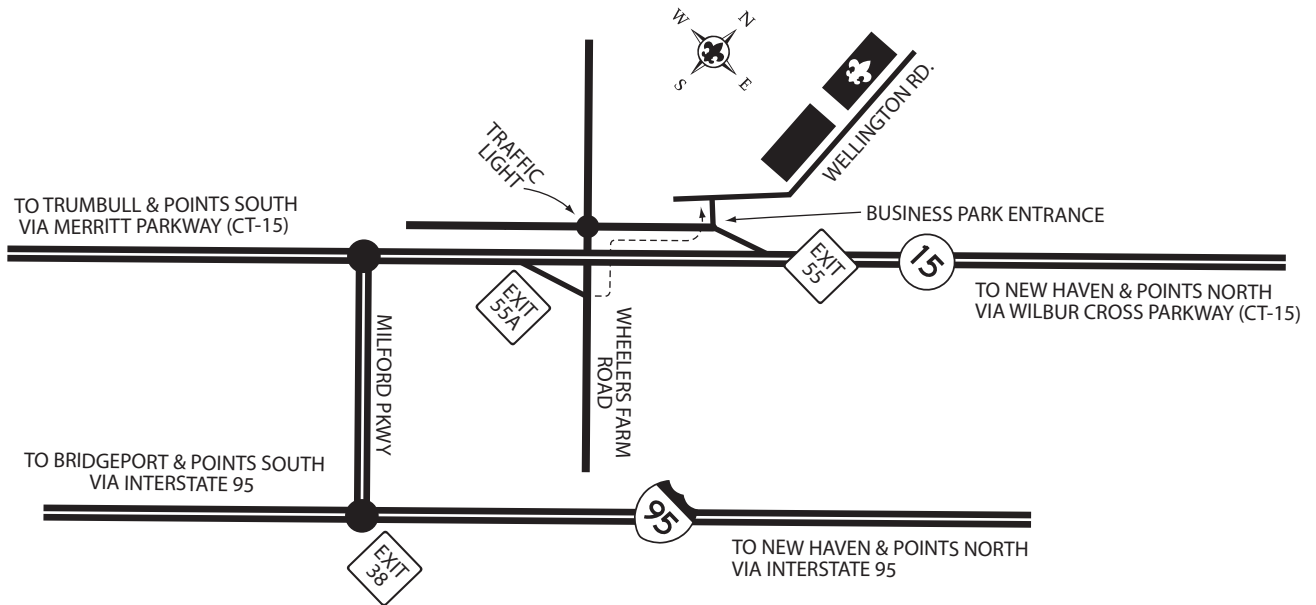 W
N
S
E
TRAFFIC
LIGHT
WELLINGTON RD.
TO TRUMBULL & POINTS SOUTH
VIA MERRITT PARKWAY (CT-15)
BUSINESS PARK ENTRANCE
EXIT
55
15
EXIT
55A
TO NEW HAVEN & POINTS NORTH
VIA WILBUR CROSS PARKWAY (CT-15)
MILFORD PKWY
WHEELERS FARM
ROAD
TO BRIDGEPORT & POINTS SOUTH
VIA INTERSTATE 95
95
EXIT
38
TO NEW HAVEN & POINTS NORTH
VIA INTERSTATE 95